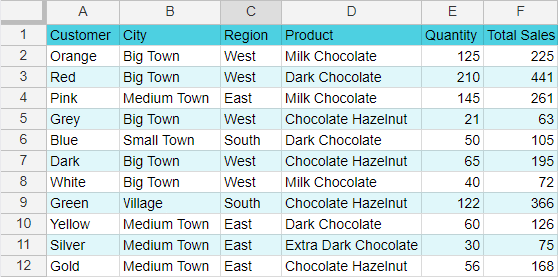 A B C D E F
1 Customer City Region Product Quantity Total Sales
2 Orange Big Town West Milk Chocolate 125 225
3 Red Big Town West Dark Chocolate 210 441
4 Pink Medium Town East Milk Chocolate 145 261
5 Grey Big Town West Chocolate Hazelnut 21 63
6 Blue Small Town South Dark Chocolate 50 105
7 Dark Big Town West Chocolate Hazelnut 65 195
8 White Big Town West Milk Chocolate 40 72
9 Green Village South Chocolate Hazelnut 122 366
10 Yellow Medium Town East Dark Chocolate 60 126
11 Silver Medium Town East Extra Dark Chocolate 30 75
12 Gold Medium Town East Chocolate Hazelnut 56 168